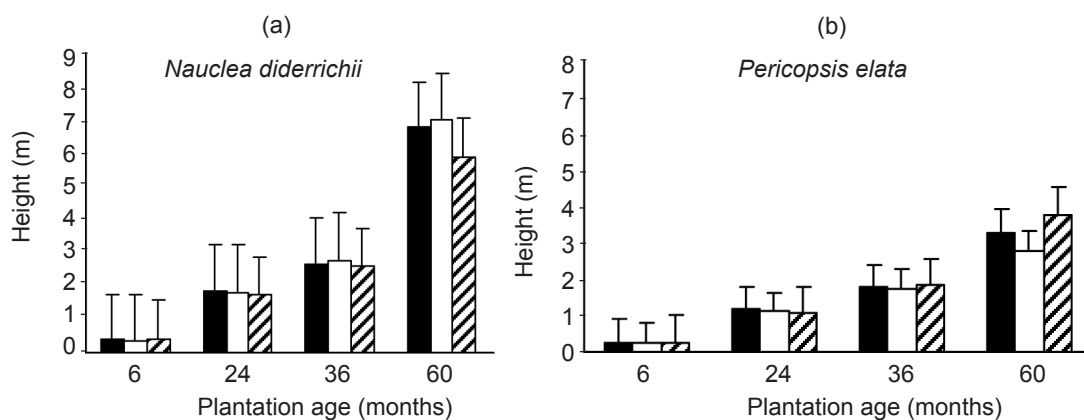 (a)
Nauclea diderrichii
Height (m)
9
8
7
6
5
4
3
2
1
0
6 24 36 60
Plantation age (months)
(b)
Pericopsis elata
Height (m)
8
7
6
5
4
3
2
1
0
6 24 36 60
Plantation age (months)